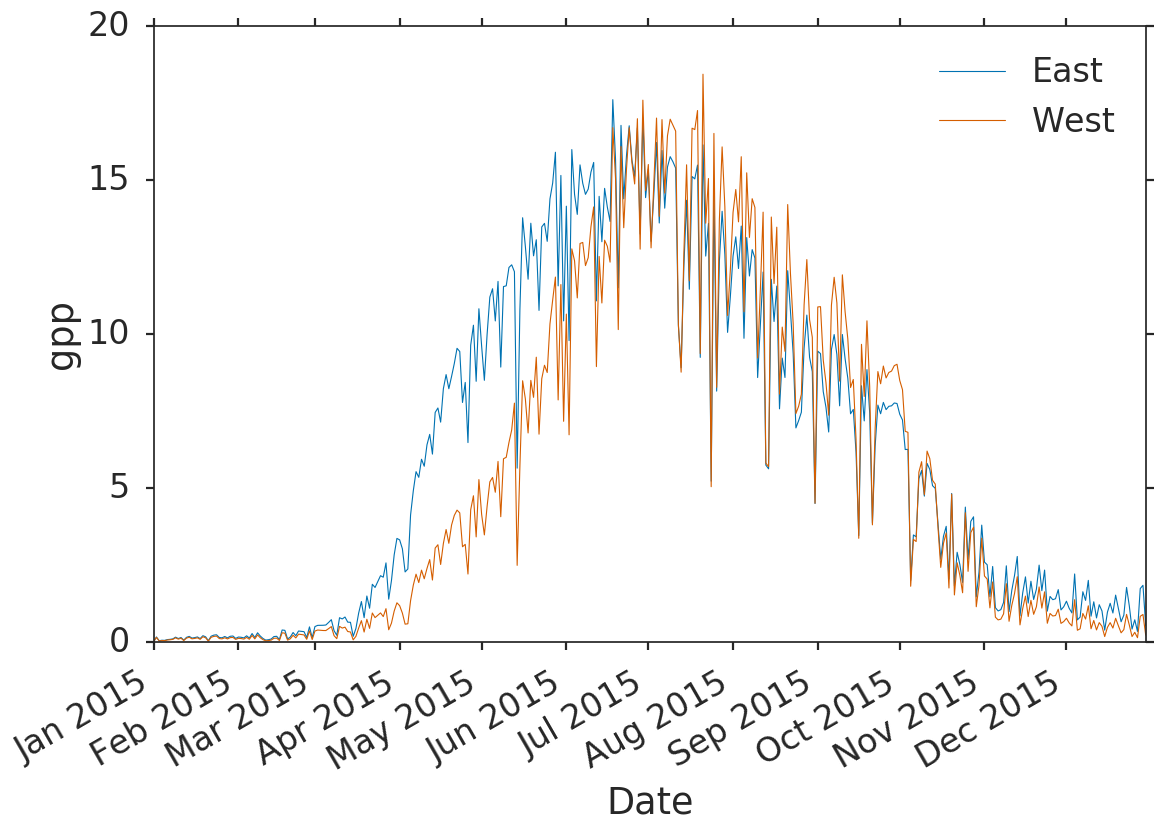 20
15
10
5
0
gpp
East
West
Jan 2015
Feb 2015
Mar 2015
Apr 2015
May 2015
Jun 2015
Jul 2015
Aug 2015
Sep 2015
Oct 2015
Nov 2015
Dec 2015
Date